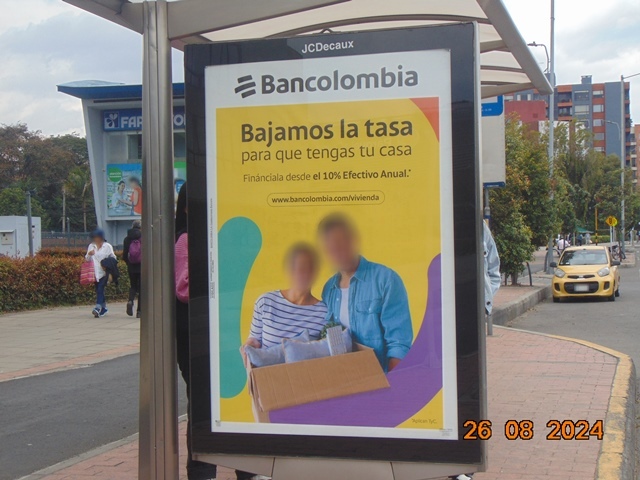 JCDecaux
Bancolombia
Bajamos la tasa
para que tengas tu casa
Fináncialа desde el 10% Efectivo Anual.*
www.bancolombia.com/vivienda
26 08 2024